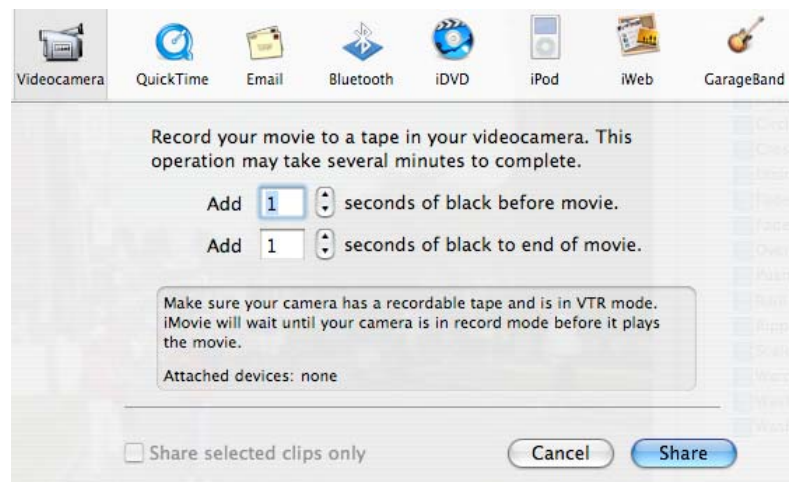 Videocamera QuickTime Email Bluetooth iDVD iPod iWeb GarageBand
Record your movie to a tape in your videocamera. This
operation may take several minutes to complete.
Add 1 seconds of black before movie.
Add 1 seconds of black to end of movie.
Make sure your camera has a recordable tape and is in VTR mode.
iMovie will wait until your camera is in record mode before it plays
the movie.
Attached devices: none
Share selected clips only Cancel Share